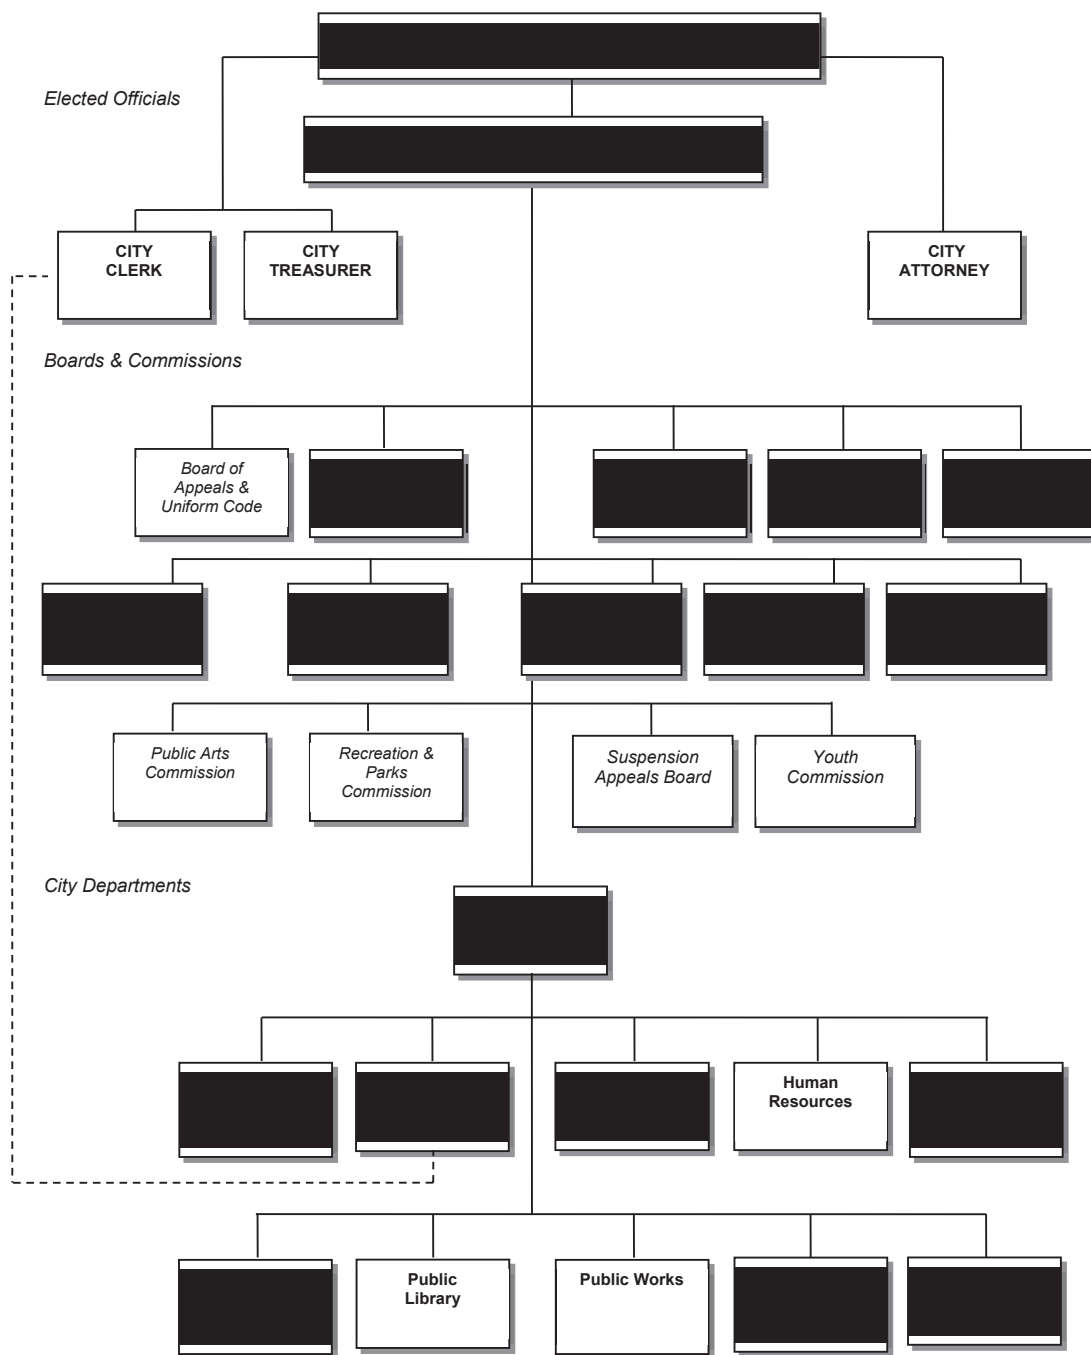 Elected Officials
CITY
CLERK
CITY
TREASURER
CITY
ATTORNEY
Boards & Commissions
Board of
Appeals &
Uniform Code
Public Arts
Commission
Recreation &
Parks
Commission
Suspension
Appeals Board
Youth
Commission
City Departments
Human
Resources
Public
Library
Public Works